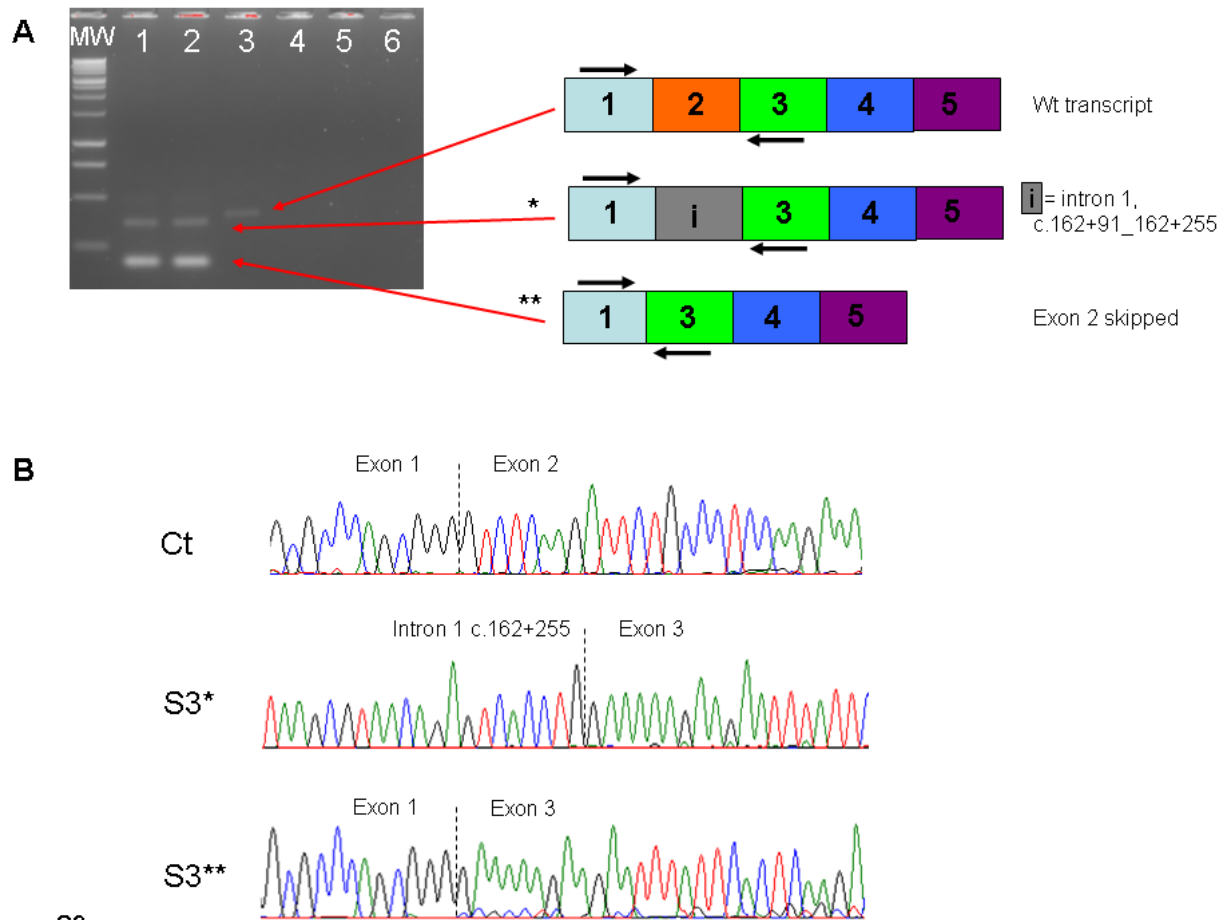 A
MW 1 2 3 4 5 6
1 2 3 4 5 Wt transcript
* 1 i 3 4 5 i = intron 1,
c.162+91_162+255
** 1 3 4 5 Exon 2 skipped
B
Exon 1 Exon 2
Ct
Intron 1 c.162+255 Exon 3
S3*
Exon 1 Exon 3
S3**